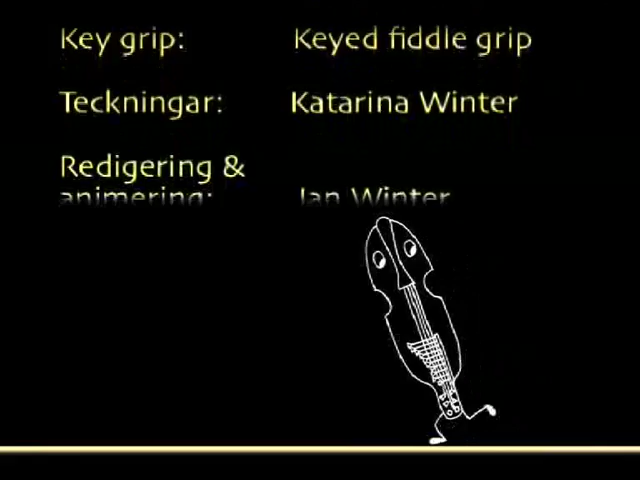 Key grip: Keyed fiddle grip
Teckningar: Katarina Winter
Redigering &
animering: Jan Winter